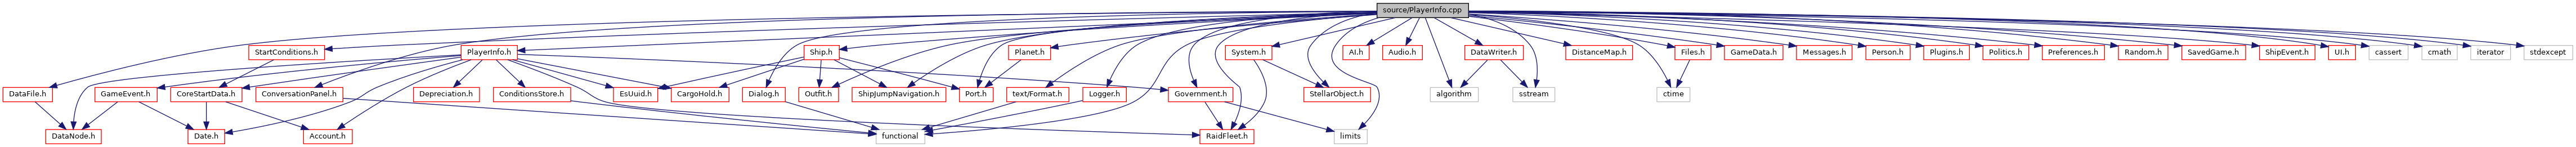 source/PlayerInfo.cpp
StartConditions.h
PlayerInfo.h
Ship.h
Planet.h
System.h
AI.h
Audio.h
DataWriter.h
DistanceMap.h
Files.h
GameData.h
Messages.h
Person.h
Plugins.h
Politics.h
Preferences.h
Random.h
SavedGame.h
ShipEvent.h
UI.h
cassert
cmath
iterator
stdexcept
DataFile.h
GameEvent.h
CoreStartData.h
ConversationPanel.h
Depreciation.h
ConditionsStore.h
EsUuid.h
CargoHold.h
Dialog.h
Outfit.h
ShipJumpNavigation.h
Port.h
text/Format.h
Logger.h
Government.h
StellarObject.h
algorithm
sstream
ctime
DataNode.h
Date.h
Account.h
functional
RaidFleet.h
limits